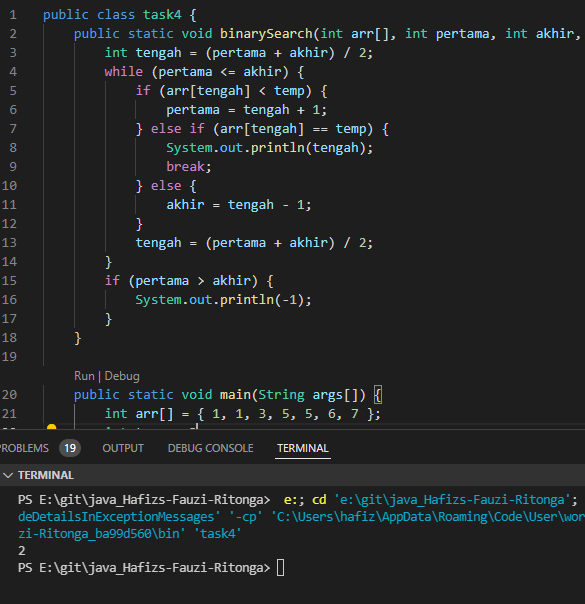 1 public class task4 {
2 public static void binarySearch(int arr[], int pertama, int akhir,
3 int tengah = (pertama + akhir) / 2;
4 while (pertama <= akhir) {
5 if (arr[tengah] < temp) {
6 pertama = tengah + 1;
7 } else if (arr[tengah] == temp) {
8 System.out.println(tengah);
9 break;
10 } else {
11 akhir = tengah - 1;
12 }
13 tengah = (pertama + akhir) / 2;
14 }
15 if (pertama > akhir) {
16 System.out.println(-1);
17 }
18 }
19
Run | Debug
20 public static void main(String args[]) {
21 int arr[] = { 1, 1, 3, 5, 5, 6, 7 };
PROBLEMS 19 OUTPUT DEBUG CONSOLE TERMINAL
TERMINAL
PS E:\git\java_Hafizs-Fauzi-Ritonga> e:; cd 'e:\git\java_Hafizs-Fauzi-Ritonga';
deDetailsInExceptionMessages' '-cp' 'C:\Users\hafiz\AppData\Roaming\Code\User\wor
zi-Ritonga_ba99d560\bin' 'task4'
2
PS E:\git\java_Hafizs-Fauzi-Ritonga>